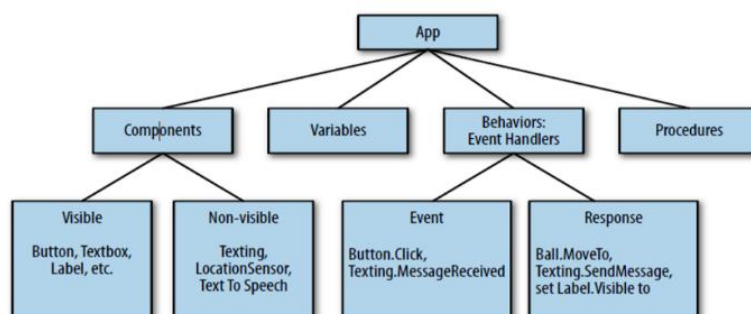 App
Components
Variables
Behaviors:
Event Handlers
Procedures
Visible
Button, Textbox,
Label, etc.
Non-visible
Texting,
LocationSensor,
Text To Speech
Event
Button.Click,
Texting.MessageReceived
Response
Ball.MoveTo,
Texting.SendMessage,
set Label.Visible to